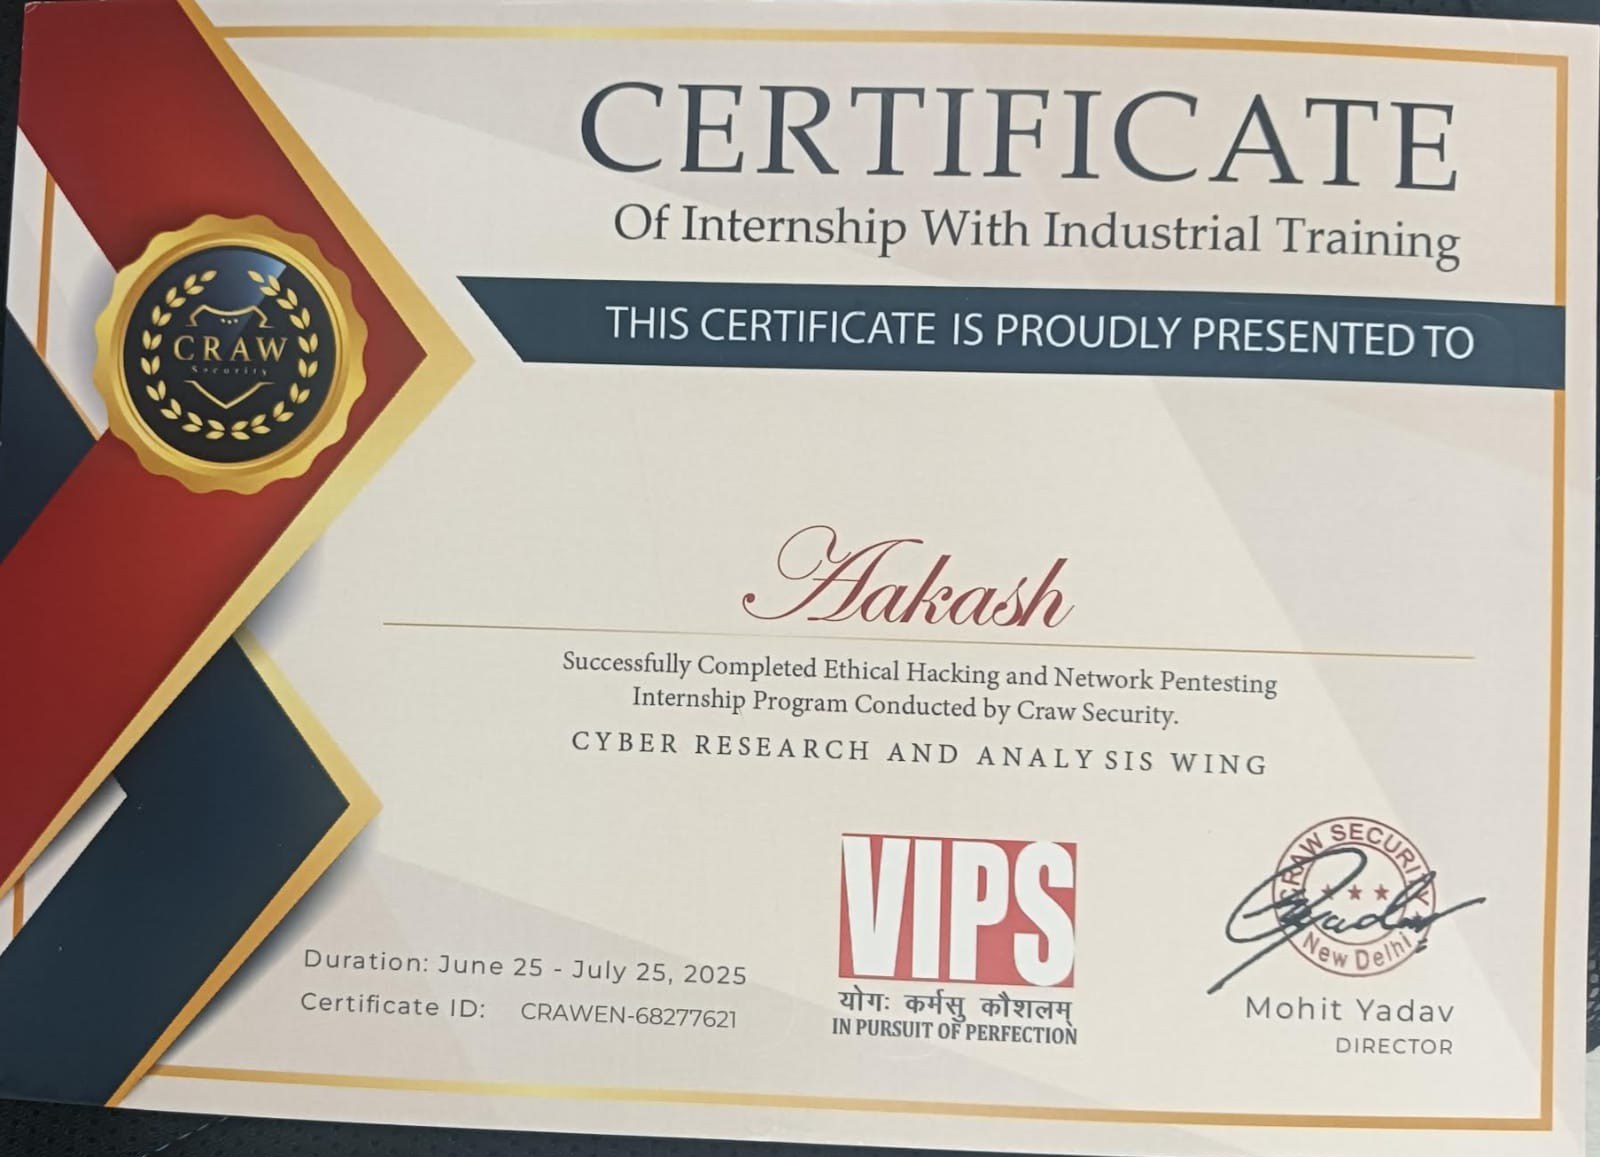 CERTIFICATE
Of Internship With Industrial Training
THIS CERTIFICATE IS PROUDLY PRESENTED TO
CRAW
Security
Aakash
Successfully Completed Ethical Hacking and Network Pentesting
Internship Program Conducted by Craw Security.
CYBER RESEARCH AND ANALYSIS WING
VIPS
योगः कर्मसु कौशलम्
IN PURSUIT OF PERFECTION
Duration: June 25 - July 25, 2025
Certificate ID: CRAWEN-68277621
CRAW SECURITY
New Delhi
Mohit Yadav
DIRECTOR